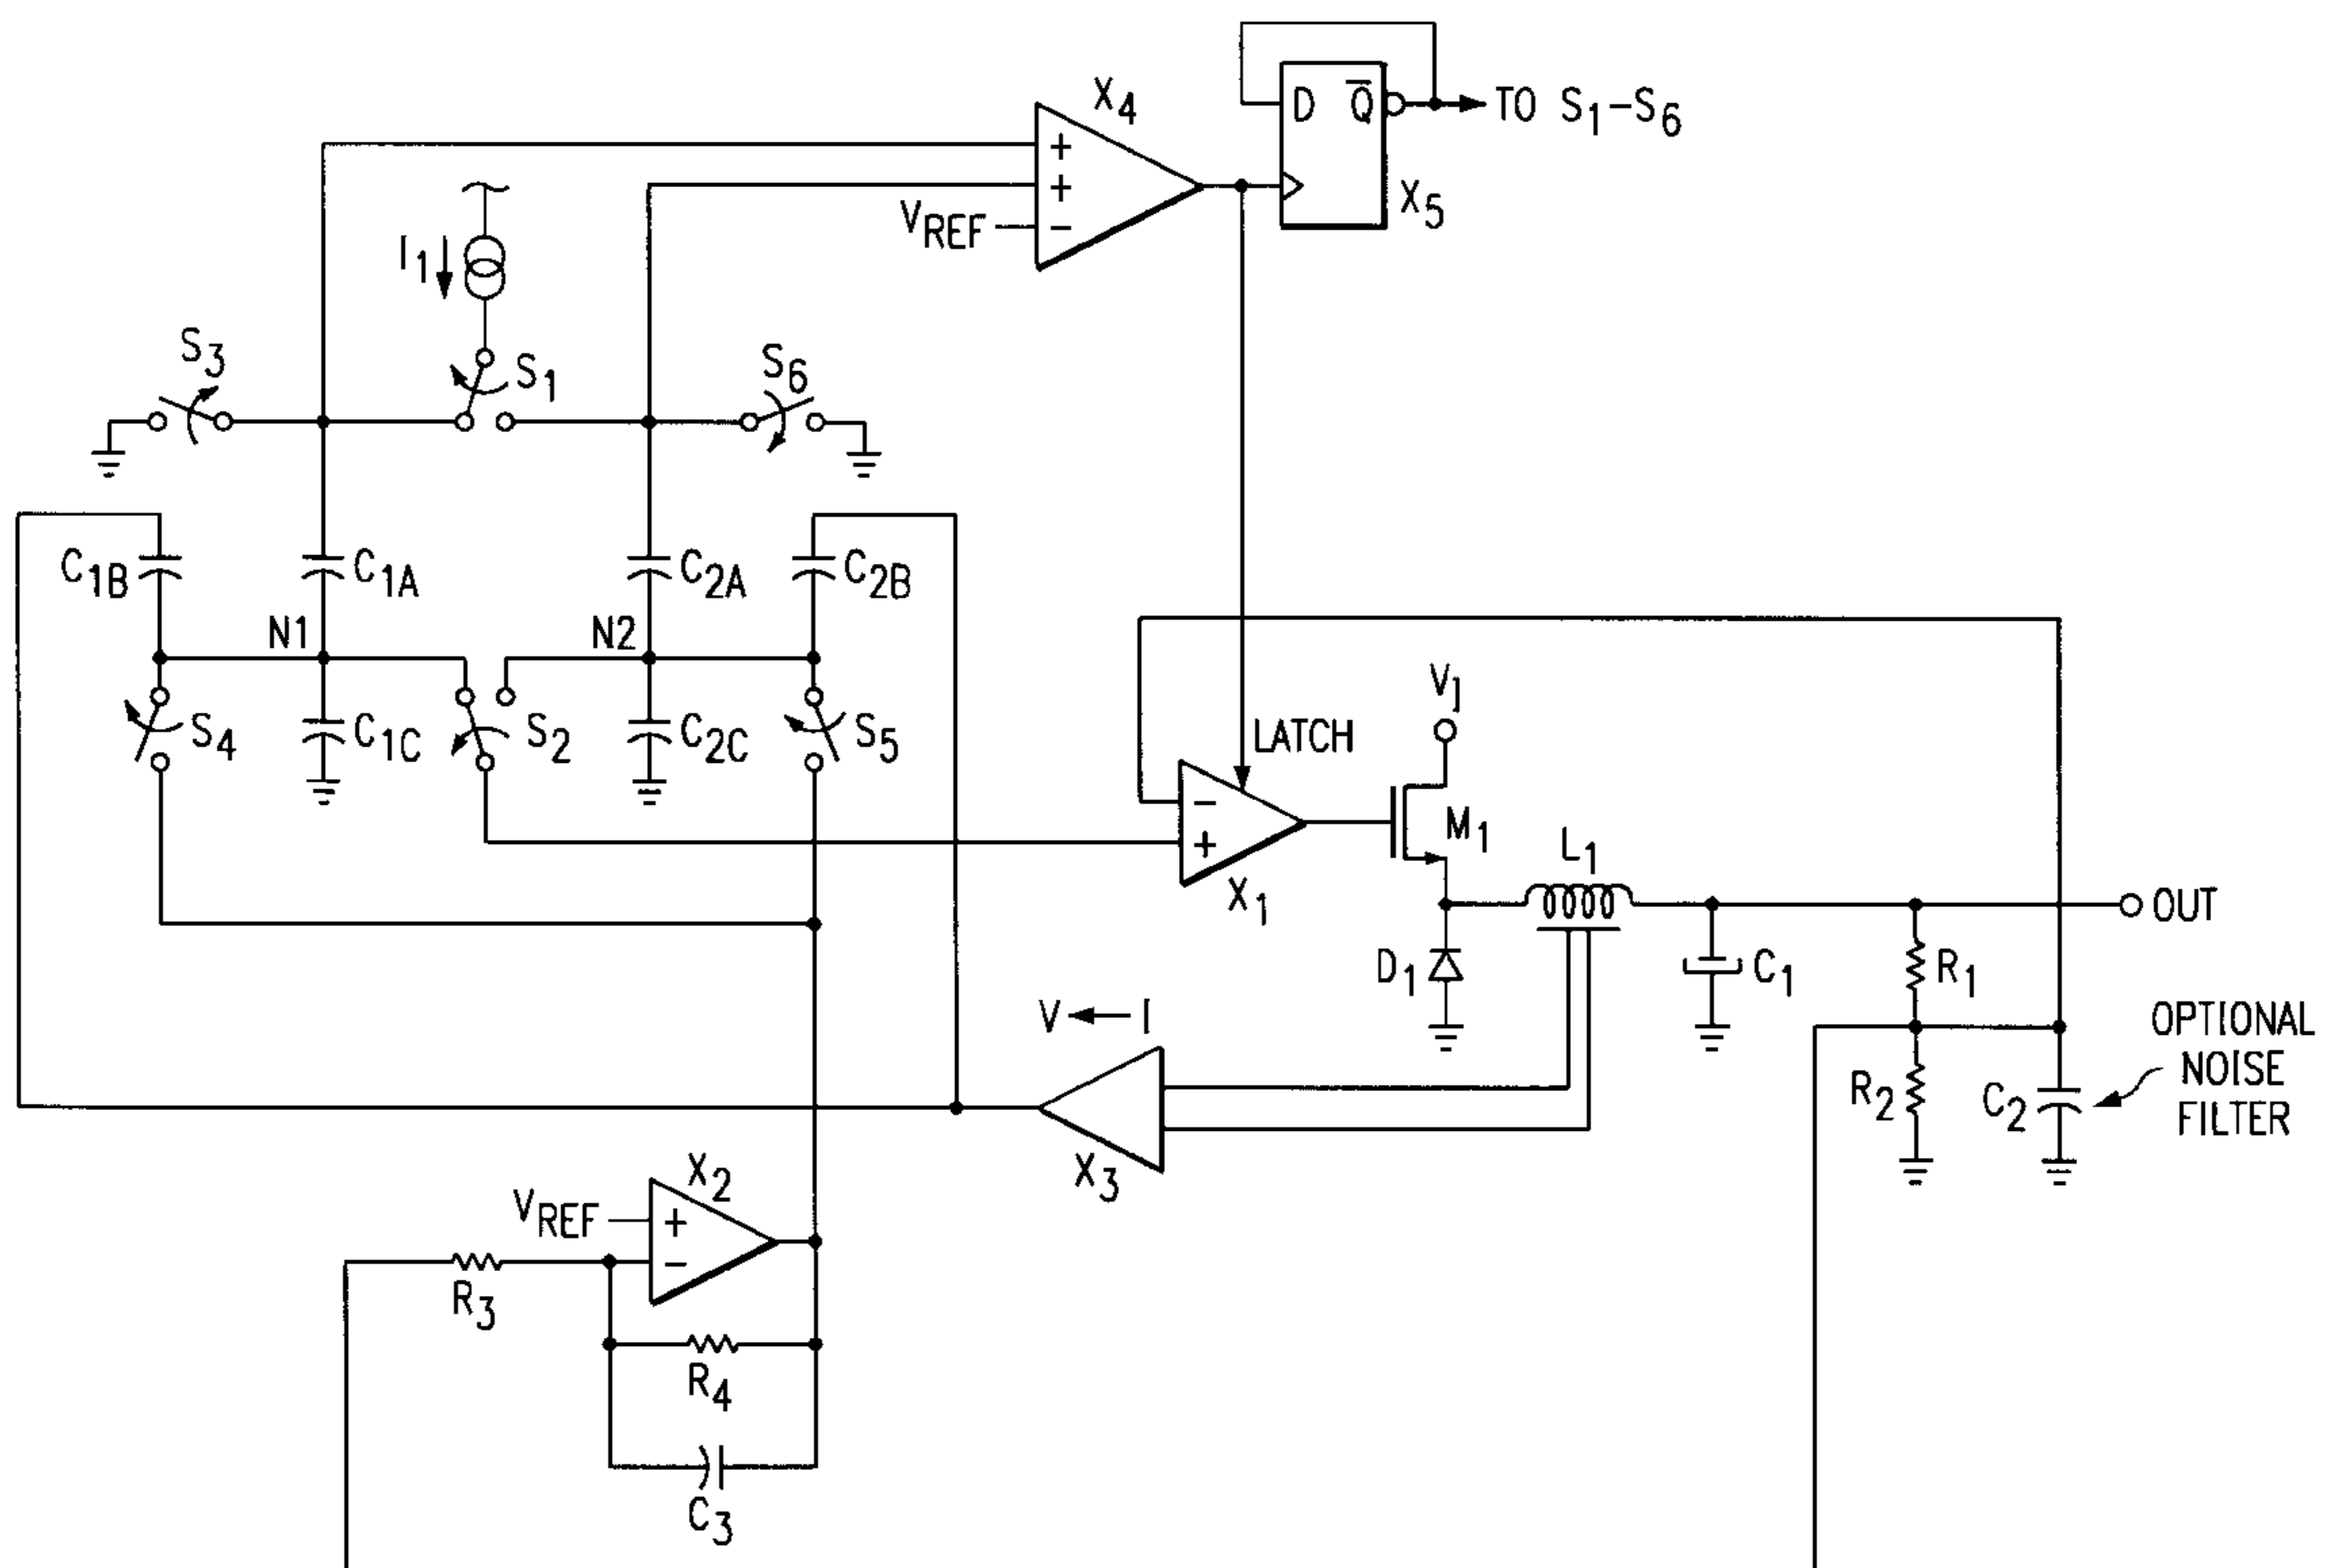 X4
D Q̅
TO S1-S6
+
+
VREF −
X5
I1
S3
S1
S6
C1B
C1A
C2A
C2B
N1
N2
V1
S4
C1C
S2
C2C
S5
LATCH
−
+
M1
X1
L1
OUT
D1
C1
R1
V ← I
OPTIONAL
NOISE
FILTER
R2
C2
X3
X2
VREF
+
−
R3
R4
C3